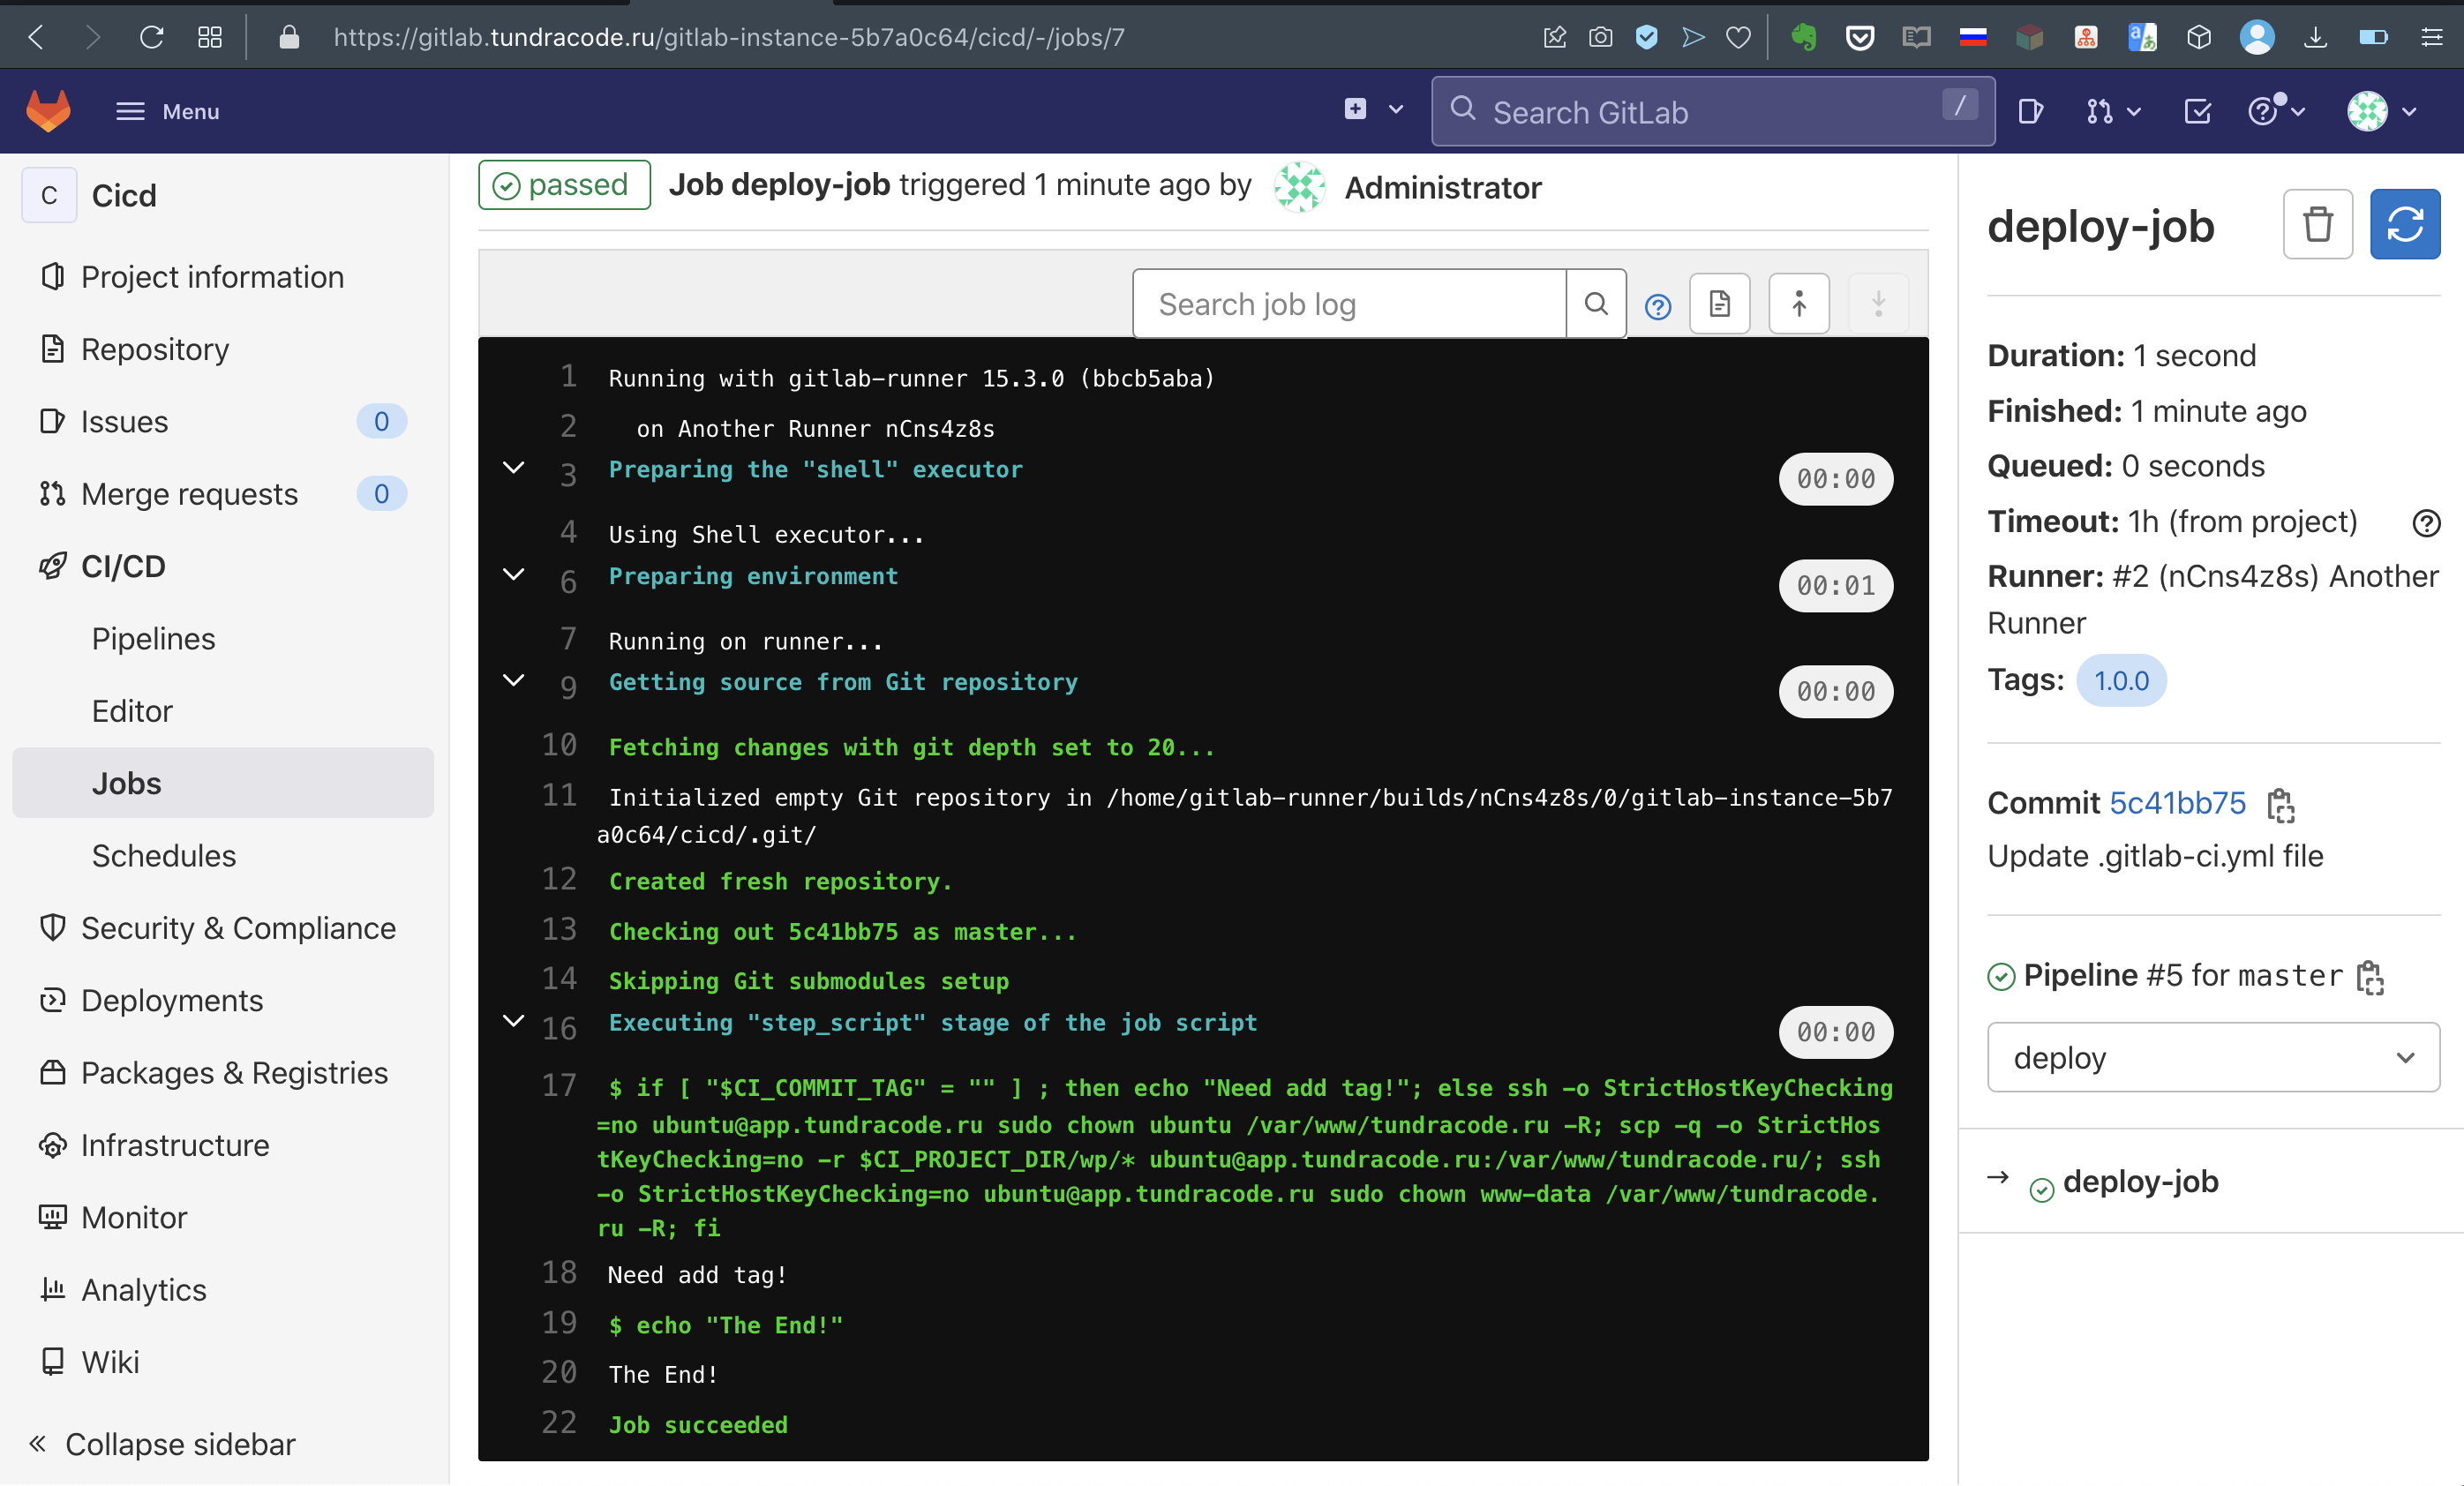 https://gitlab.tundracode.ru/gitlab-instance-5b7a0c64/cicd/-/jobs/7
Menu
Search GitLab
/
C
Cicd
Project information
Repository
Issues 0
Merge requests 0
CI/CD
Pipelines
Editor
Jobs
Schedules
Security & Compliance
Deployments
Packages & Registries
Infrastructure
Monitor
Analytics
Wiki
Collapse sidebar
passed Job deploy-job triggered 1 minute ago by Administrator
Search job log
1 Running with gitlab-runner 15.3.0 (bbcb5aba)
2 on Another Runner nCns4z8s
3 Preparing the "shell" executor 00:00
4 Using Shell executor...
6 Preparing environment 00:01
7 Running on runner...
9 Getting source from Git repository 00:00
10 Fetching changes with git depth set to 20...
11 Initialized empty Git repository in /home/gitlab-runner/builds/nCns4z8s/0/gitlab-instance-5b7
a0c64/cicd/.git/
12 Created fresh repository.
13 Checking out 5c41bb75 as master...
14 Skipping Git submodules setup
16 Executing "step_script" stage of the job script 00:00
17 $ if [ "$CI_COMMIT_TAG" = "" ] ; then echo "Need add tag!"; else ssh -o StrictHostKeyChecking
=no ubuntu@app.tundracode.ru sudo chown ubuntu /var/www/tundracode.ru -R; scp -q -o StrictHos
tKeyChecking=no -r $CI_PROJECT_DIR/wp/* ubuntu@app.tundracode.ru:/var/www/tundracode.ru/; ssh
-o StrictHostKeyChecking=no ubuntu@app.tundracode.ru sudo chown www-data /var/www/tundracode.
ru -R; fi
18 Need add tag!
19 $ echo "The End!"
20 The End!
22 Job succeeded
deploy-job
Duration: 1 second
Finished: 1 minute ago
Queued: 0 seconds
Timeout: 1h (from project)
Runner: #2 (nCns4z8s) Another
Runner
Tags: 1.0.0
Commit 5c41bb75
Update .gitlab-ci.yml file
Pipeline #5 for master
deploy
deploy-job